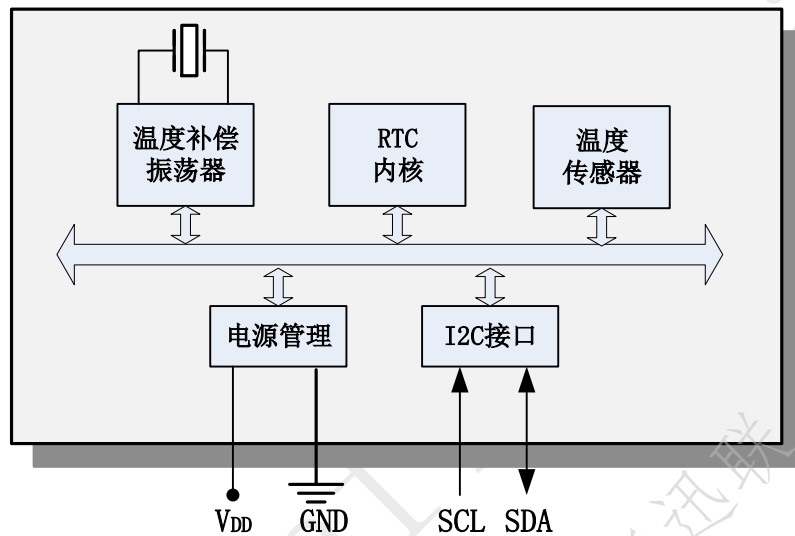 温度补偿
振荡器
RTC
内核
温度
传感器
电源管理
I2C接口
VDD
GND
SCL
SDA